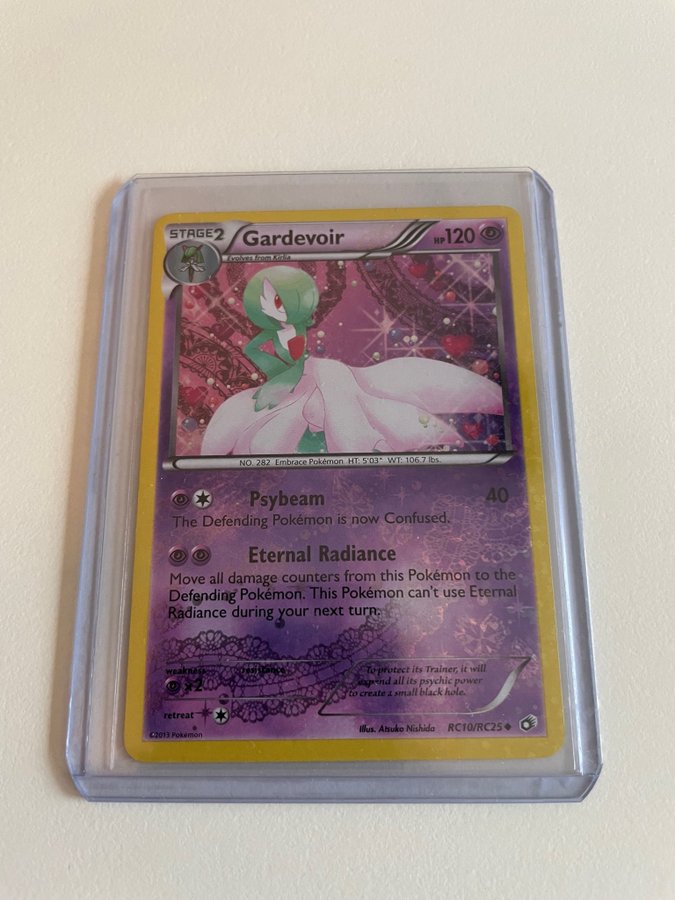 STAGE2 Gardevoir HP120
Evolves from Kirlia
NO. 282 Embrace Pokémon HT: 5'03" WT: 106.7 lbs.
Psybeam 40
The Defending Pokémon is now Confused.
Eternal Radiance
Move all damage counters from this Pokémon to the
Defending Pokémon. This Pokémon can't use Eternal
Radiance during your next turn.
weakness resistance
×2
retreat
To protect its Trainer, it will
expend all its psychic power
to create a small black hole.
©2013 Pokémon
Illus. Atsuko Nishida RC10/RC25